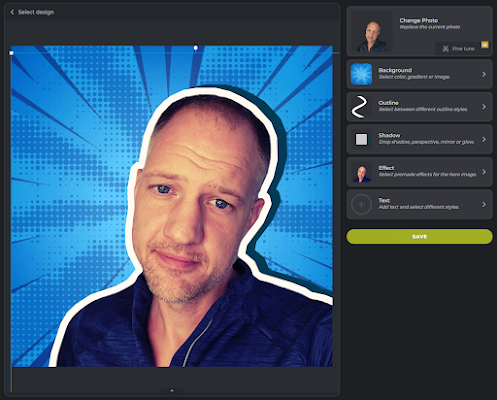 Select design
Change Photo
Replace the current photo
Fine tune
Background
Select color, gradient or image.
Outline
Select between different outline styles.
Shadow
Drop shadow, perspective, mirror or glow.
Effect
Select premade effects for the hero image.
Text
Add text and select different styles.
SAVE